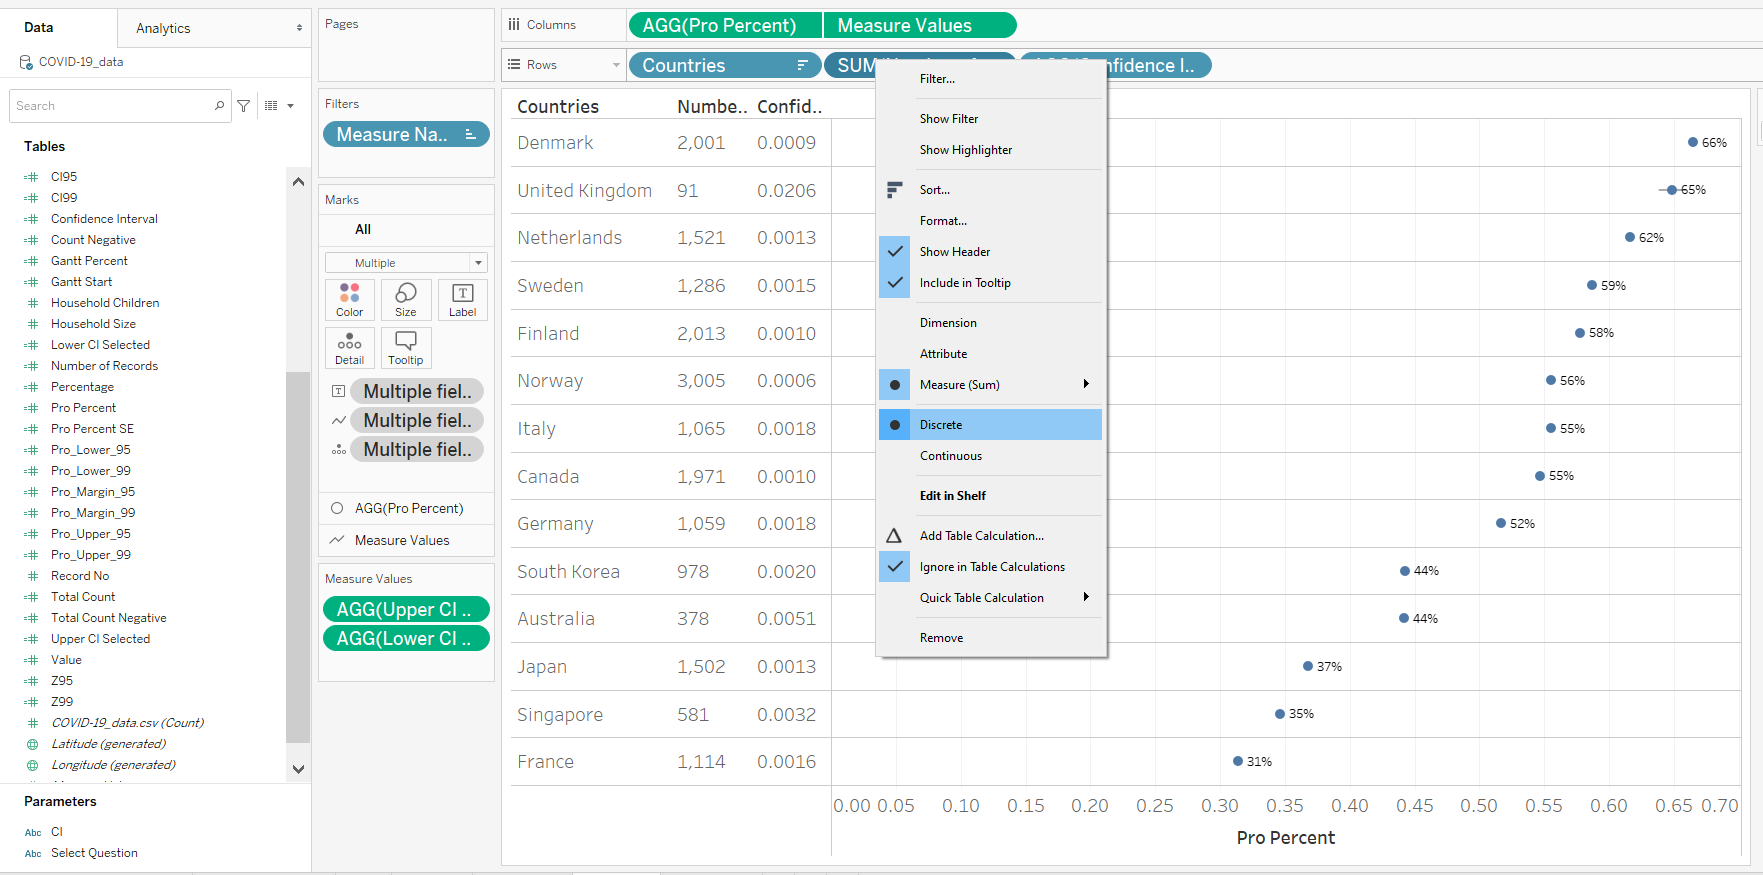 Data
Analytics
COVID-19_data
Search
Tables
CI95
CI99
Confidence Interval
Count Negative
Gantt Percent
Gantt Start
Household Children
Household Size
Lower CI Selected
Number of Records
Percentage
Pro Percent
Pro Percent SE
Pro_Lower_95
Pro_Lower_99
Pro_Margin_95
Pro_Margin_99
Pro_Upper_95
Pro_Upper_99
Record No
Total Count
Total Count Negative
Upper CI Selected
Value
Z95
Z99
COVID-19_data.csv (Count)
Latitude (generated)
Longitude (generated)
Parameters
Abc CI
Abc Select Question
Pages
Filters
Measure Na..
Marks
All
Multiple
Color Size Label
Detail Tooltip
Multiple fiel..
Multiple fiel..
Multiple fiel..
AGG(Pro Percent)
Measure Values
Measure Values
AGG(Upper CI ..
AGG(Lower CI ..
Columns AGG(Pro Percent) Measure Values
Rows Countries
Countries Numbe.. Confid..
Denmark 2,001 0.0009 66%
United Kingdom 91 0.0206 65%
Netherlands 1,521 0.0013 62%
Sweden 1,286 0.0015 59%
Finland 2,013 0.0010 58%
Norway 3,005 0.0006 56%
Italy 1,065 0.0018 55%
Canada 1,971 0.0010 55%
Germany 1,059 0.0018 52%
South Korea 978 0.0020 44%
Australia 378 0.0051 44%
Japan 1,502 0.0013 37%
Singapore 581 0.0032 35%
France 1,114 0.0016 31%
0.00 0.05 0.10 0.15 0.20 0.25 0.30 0.35 0.40 0.45 0.50 0.55 0.60 0.65 0.70
Pro Percent
Filter...
Show Filter
Show Highlighter
Sort...
Format...
Show Header
Include in Tooltip
Dimension
Attribute
Measure (Sum)
Discrete
Continuous
Edit in Shelf
Add Table Calculation...
Ignore in Table Calculations
Quick Table Calculation
Remove